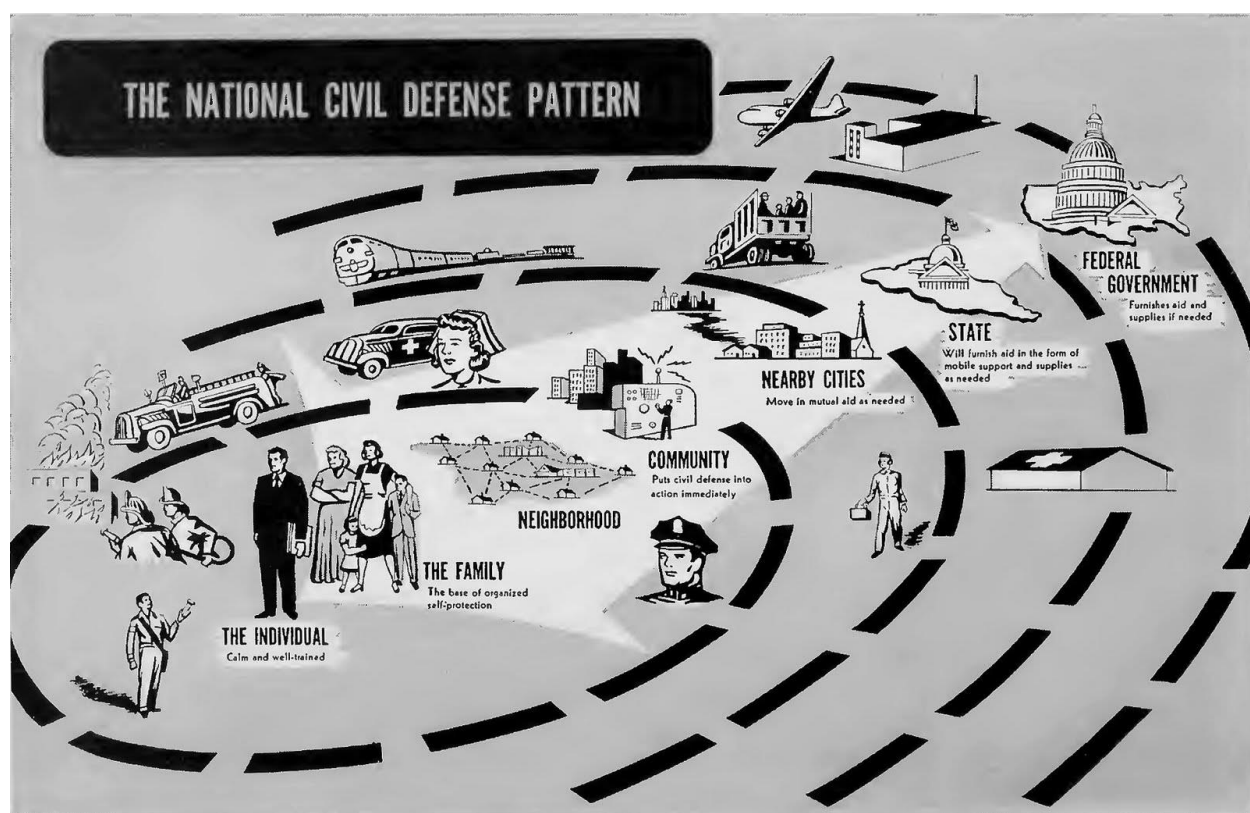 THE NATIONAL CIVIL DEFENSE PATTERN
FEDERAL
GOVERNMENT
Furnishes aid and
supplies if needed
STATE
Will furnish aid in the form of
mobile support and supplies ...
as needed
NEARBY CITIES
Move in mutual aid as needed
COMMUNITY
Puts civil defense into
action immediately
NEIGHBORHOOD
THE FAMILY
The base of organized
self-protection
THE INDIVIDUAL
Calm and well-trained